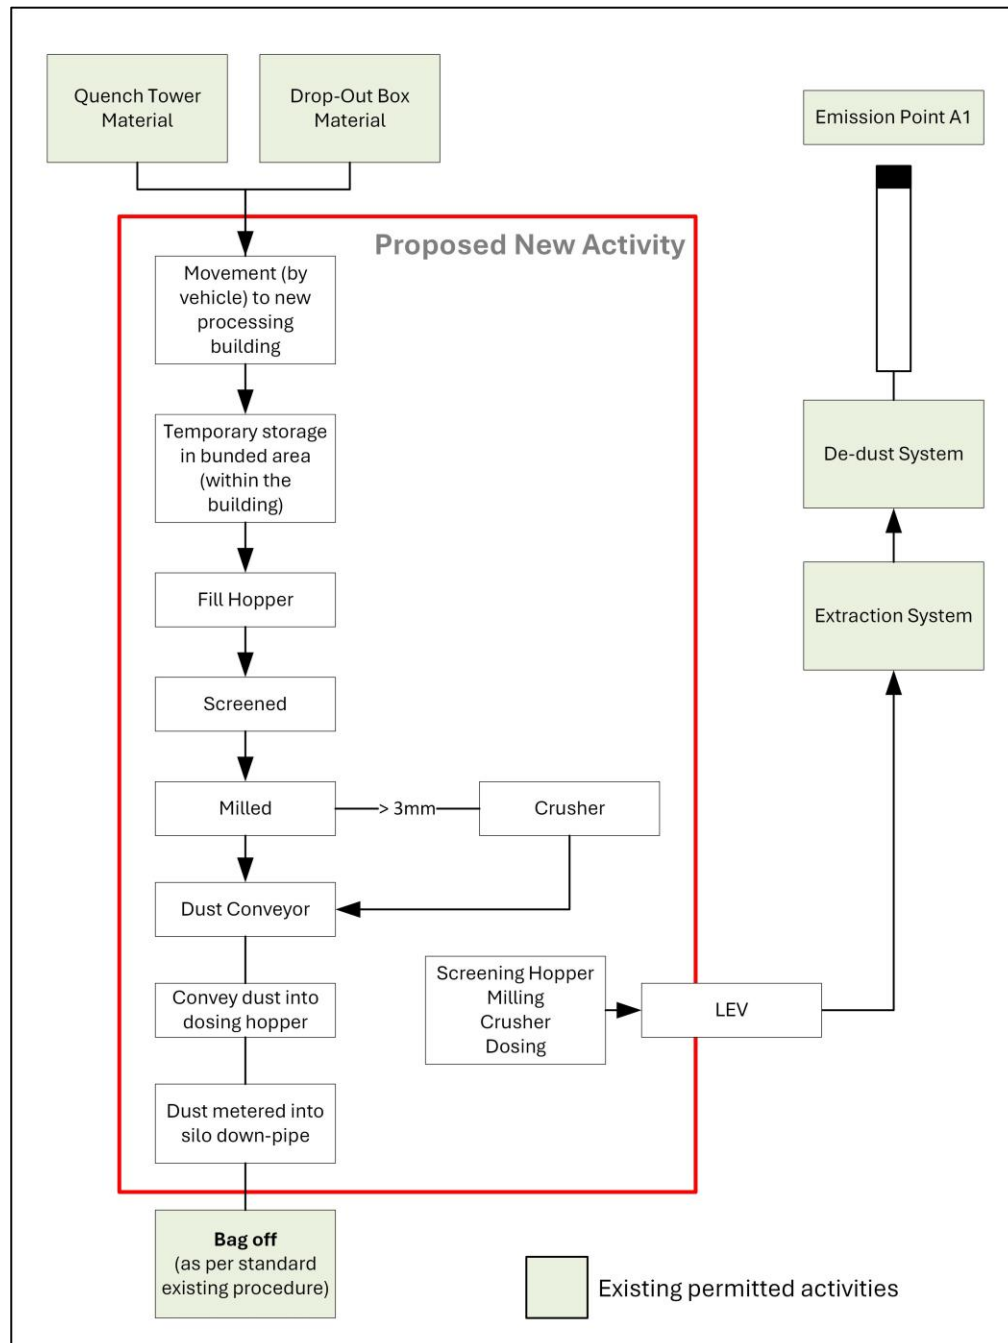 Quench Tower
Material
Drop-Out Box
Material
Emission Point A1
Proposed New Activity
Movement (by
vehicle) to new
processing
building
Temporary storage
in bunded area
(within the
building)
De-dust System
Fill Hopper
Extraction System
Screened
Milled
> 3mm
Crusher
Dust Conveyor
Screening Hopper
Milling
Crusher
Dosing
LEV
Convey dust into
dosing hopper
Dust metered into
silo down-pipe
Bag off
(as per standard
existing procedure)
Existing permitted activities